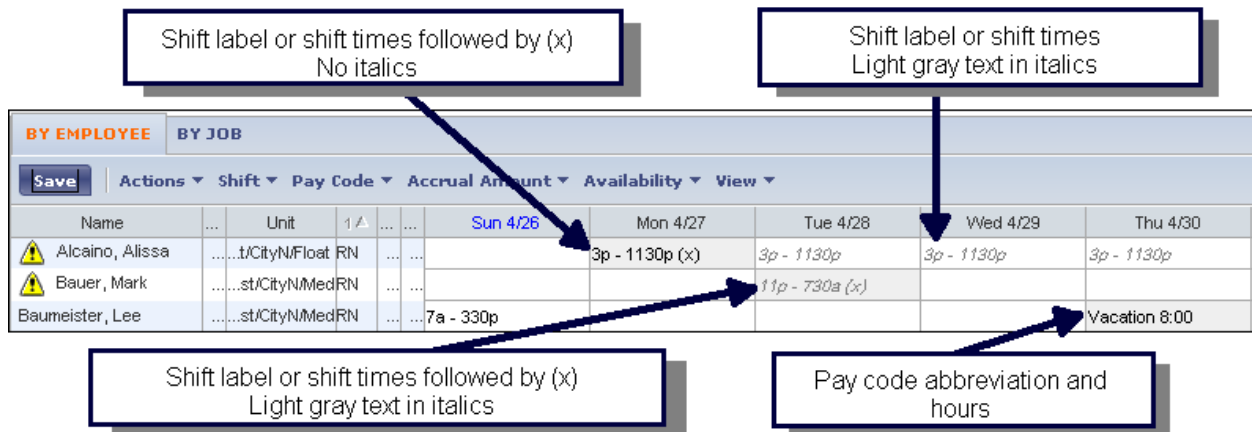 Shift label or shift times followed by (x)
No italics
Shift label or shift times
Light gray text in italics
BY EMPLOYEE BY JOB
Save Actions Shift Pay Code Accrual Amount Availability View
Name ... Unit 1 ... ... Sun 4/26 Mon 4/27 Tue 4/28 Wed 4/29 Thu 4/30
Alcaino, Alissa ......t/CityN/Float RN ... ... 3p - 1130p (x) 3p - 1130p 3p - 1130p 3p - 1130p
Bauer, Mark ......st/CityN/Med RN ... ... 11p - 730a (x)
Baumeister, Lee ......st/CityN/Med RN ... ... 7a - 330p Vacation 8:00
Shift label or shift times followed by (x)
Light gray text in italics
Pay code abbreviation and
hours